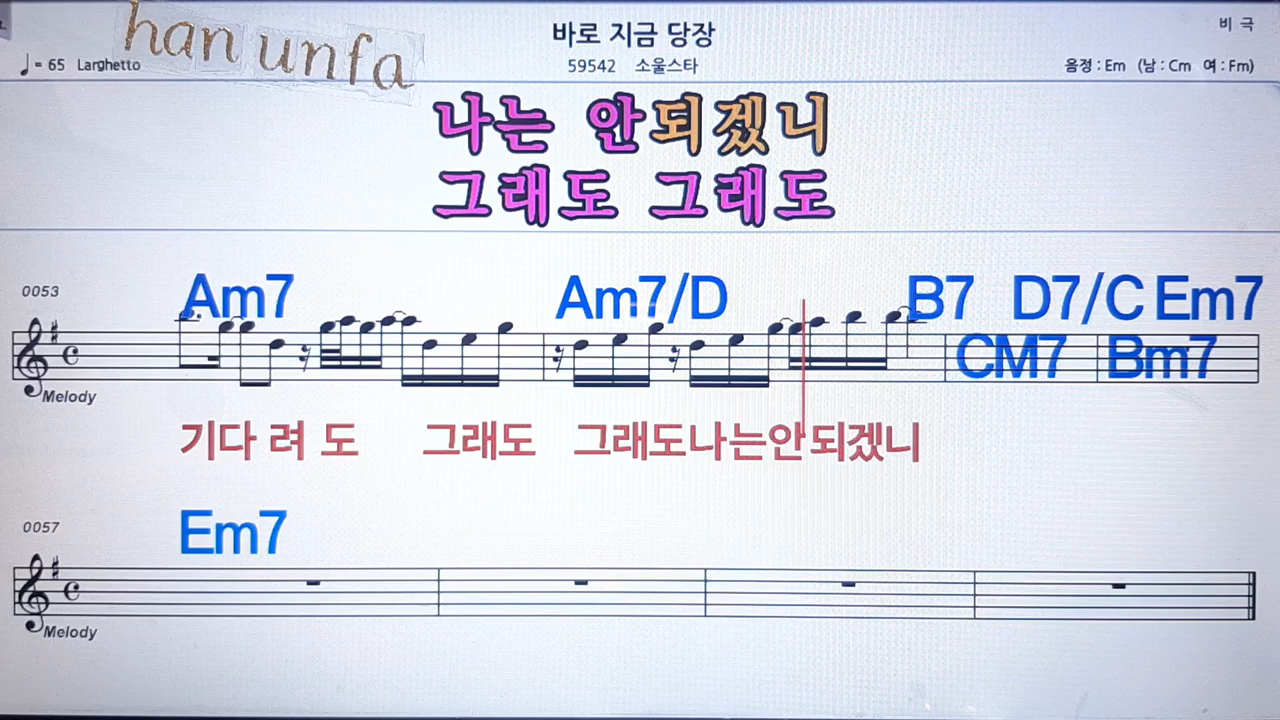 han unfa
바로 지금 당장
비 극
♩= 65 Larghetto
59542 소울스타
음정 : Em (남 : Cm 여 : Fm)
나는 안되겠니
그래도 그래도
0053
Am7 Am7/D B7 D7/C Em7
CM7 Bm7
Melody
기다 려 도 그래도 그래도나는안되겠니
0057
Em7
Melody